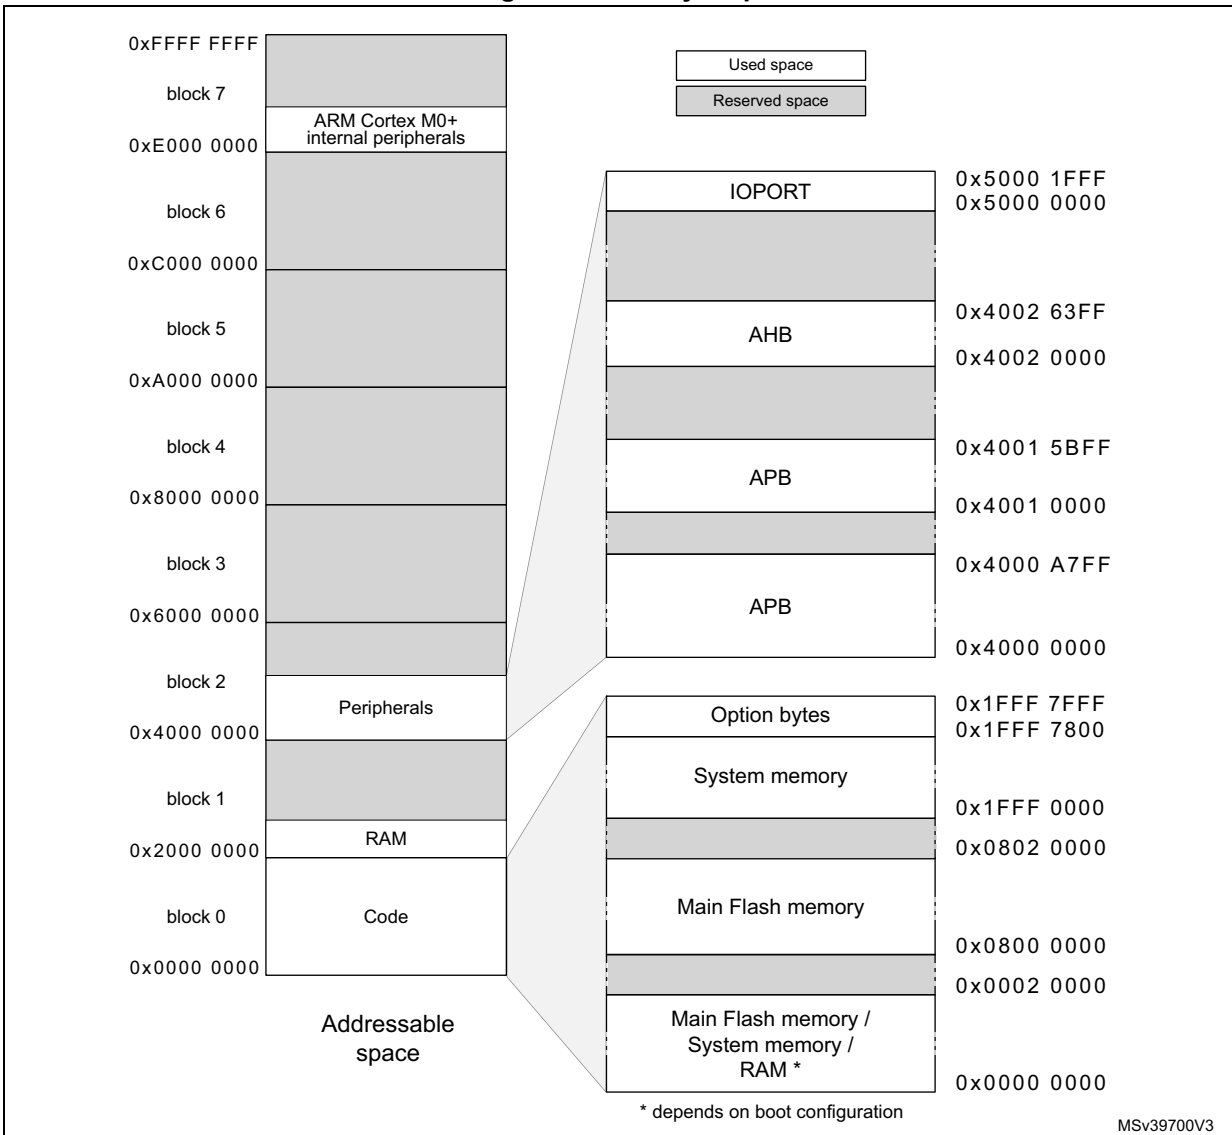 0xFFFF FFFF
block 7
ARM Cortex M0+
internal peripherals
0xE000 0000
block 6
0xC000 0000
block 5
0xA000 0000
block 4
0x8000 0000
block 3
0x6000 0000
block 2
Peripherals
0x4000 0000
block 1
RAM
0x2000 0000
block 0
Code
0x0000 0000
Addressable
space
Used space
Reserved space
IOPORT
0x5000 1FFF
0x5000 0000
0x4002 63FF
AHB
0x4002 0000
0x4001 5BFF
APB
0x4001 0000
0x4000 A7FF
APB
0x4000 0000
Option bytes
0x1FFF 7FFF
0x1FFF 7800
System memory
0x1FFF 0000
0x0802 0000
Main Flash memory
0x0800 0000
0x0002 0000
Main Flash memory /
System memory /
RAM *
0x0000 0000
* depends on boot configuration
MSv39700V3